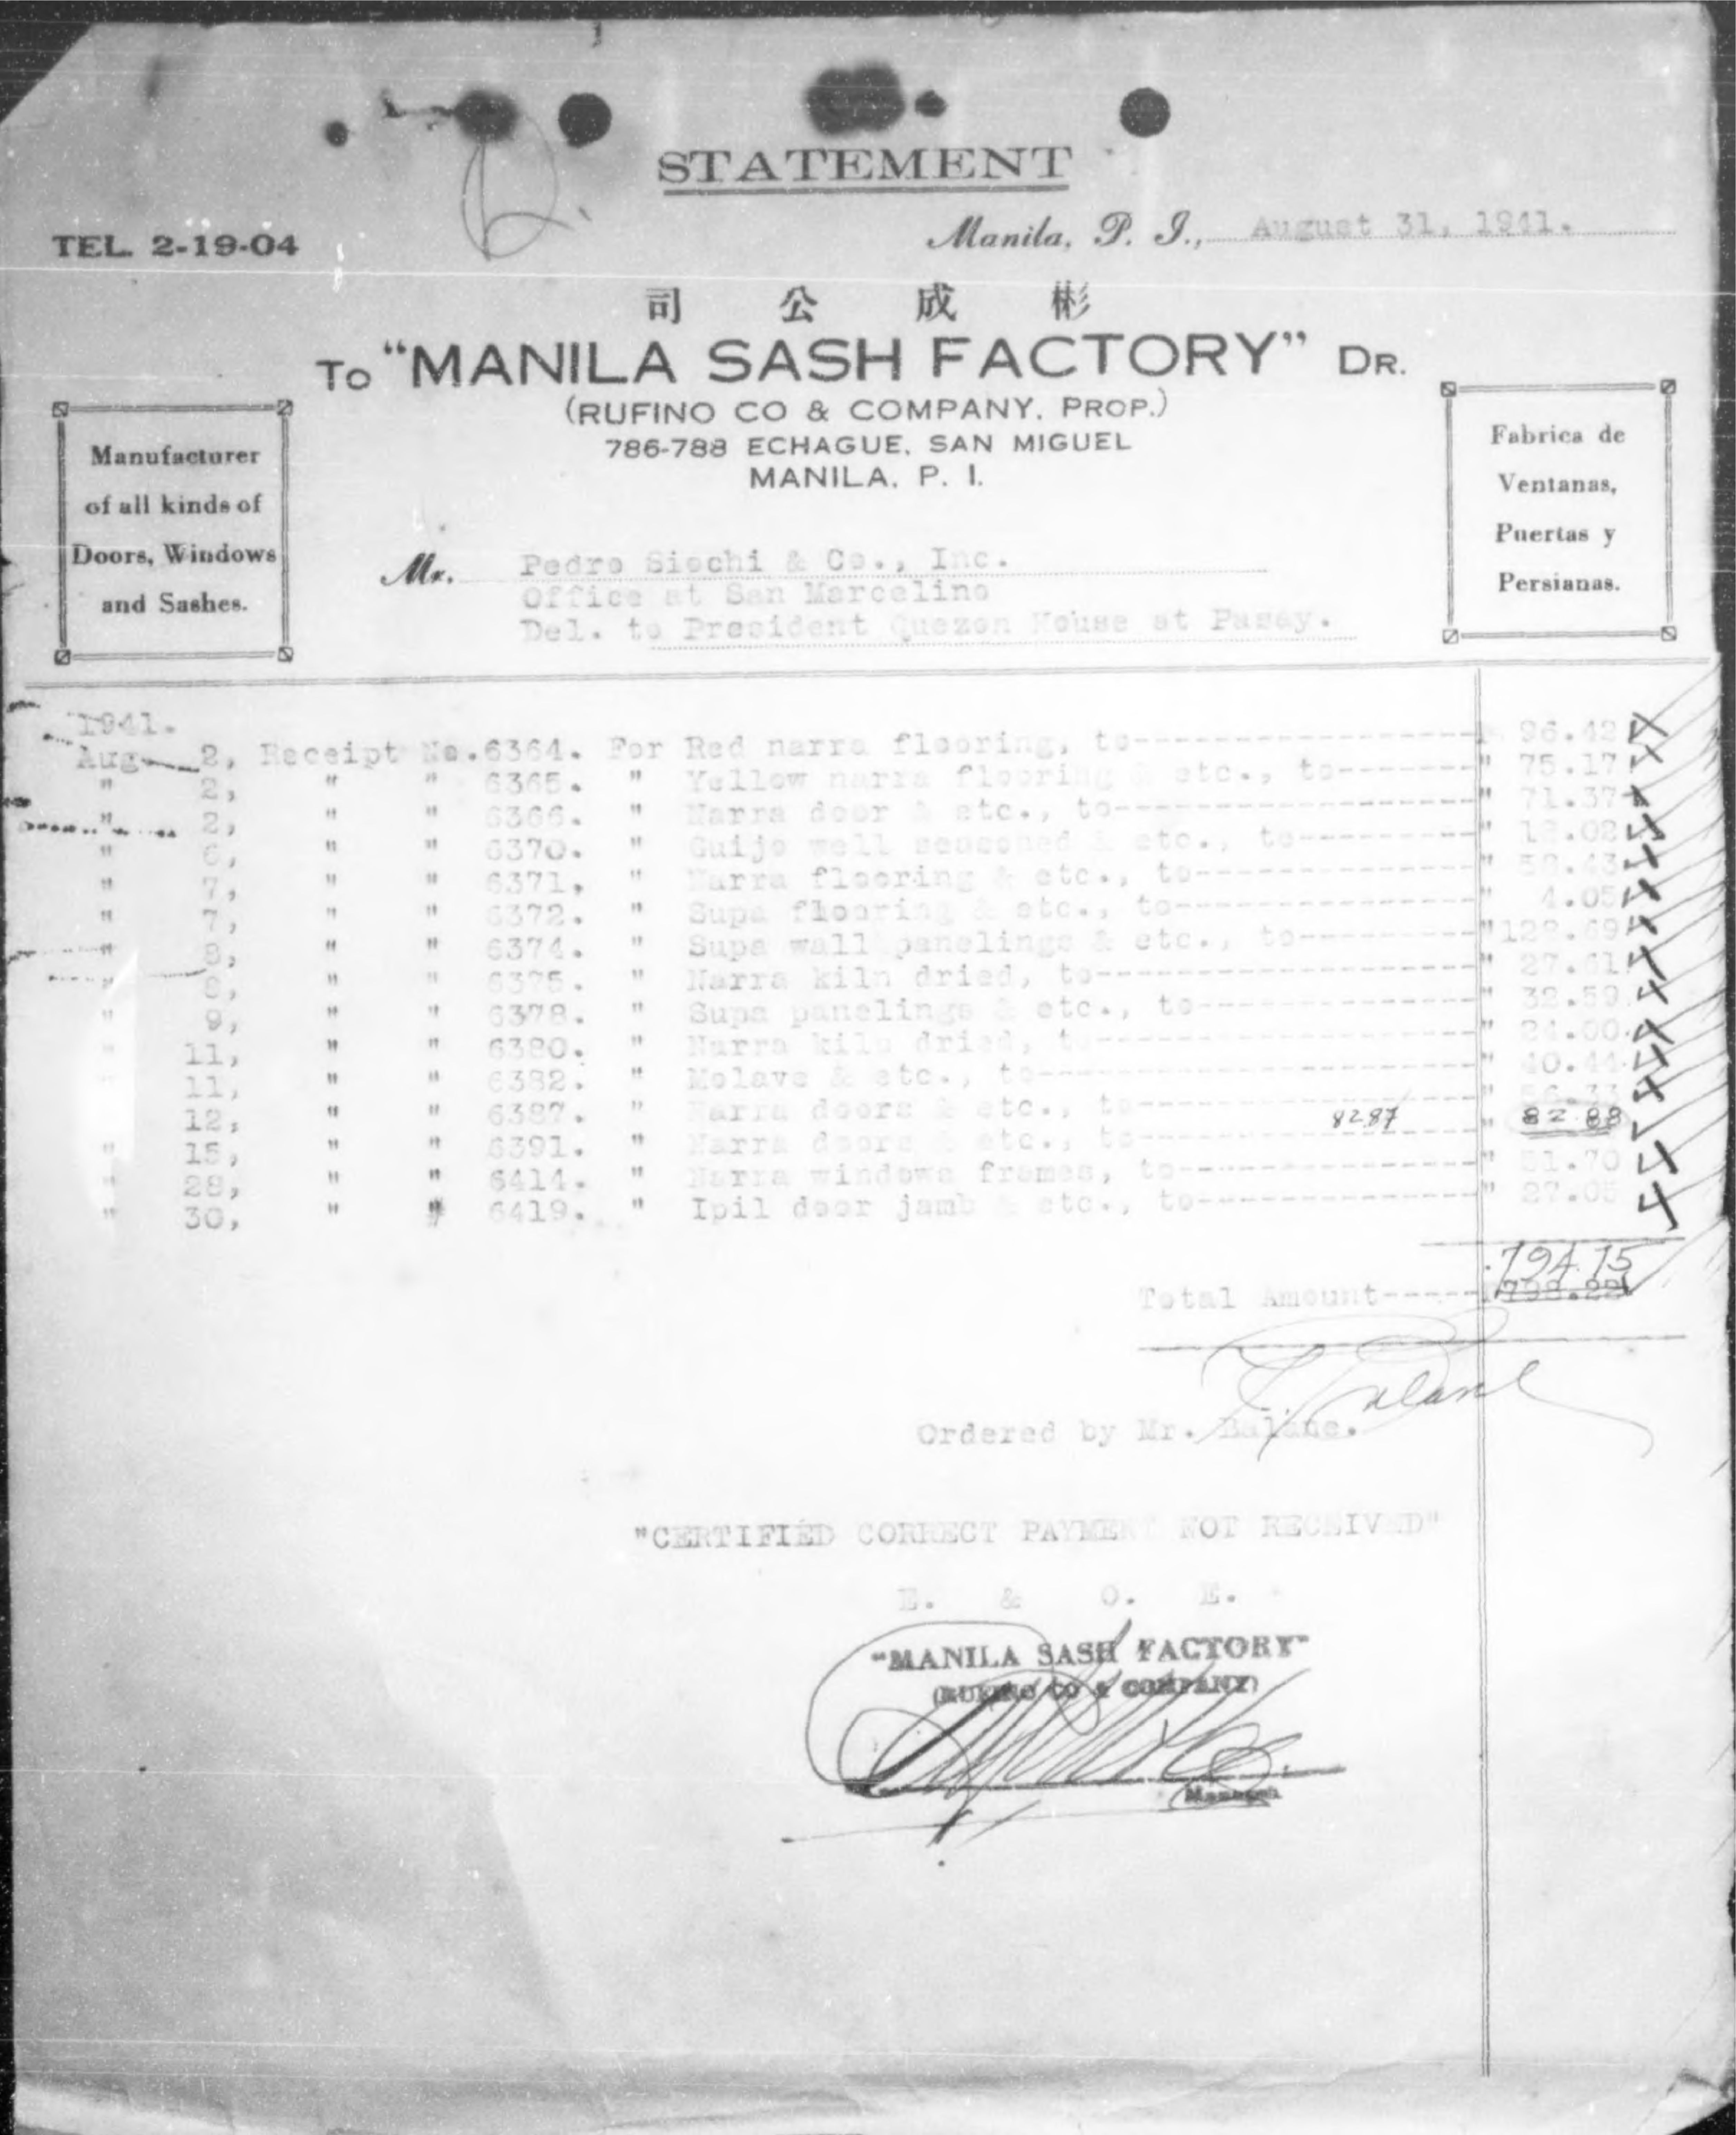 STATEMENT
TEL. 2-19-04
Manila, P. I., August 31, 1941.
司 公 成 彬
To "MANILA SASH FACTORY" DR.
(RUFINO CO & COMPANY, PROP.)
786-788 ECHAGUE, SAN MIGUEL
MANILA, P. I.
Manufacturer
of all kinds of
Doors, Windows
and Sashes.
Fabrica de
Ventanas,
Puertas y
Persianas.
Mr. Pedro Siochi & Co., Inc.
Office at San Marcelino
Del. to President Quezon House at Pasay.
1941.
Aug 2, Receipt No.6364. For Red narra flooring, to 96.42
" 2, " " 6365. " Yellow narra flooring & etc., to " 75.17
" 2, " " 6366. " Narra door & etc., to " 71.37
" 6, " " 6370. " Guijo well seasoned & etc., to "
" 7, " " 6371, " Narra flooring & etc., to "
" 7, " " 6372. " Supa flooring & etc., to " 4.05
" 8, " " 6374. " Supa wall panelings & etc., to "
" 8, " " 6375. " Narra kiln dried, to " 27.61
" 9, " " 6378. " Supa panelings & etc., to " 32.59
" 11, " " 6380. " Narra kiln dried, to " 24.00
" 11, " " 6382. " Molave & etc., to " 40.44
12, " " 6387. " Narra doors & etc., to "
" 15, " " 6391. " Narra doors & etc., to 8287 " 82 88
" 28, " " 6414. " Narra windows frames, to " 51.70
" 30, " " 6419. " Ipil door jamb & etc., to " 27.05
794.15
Total Amount
Ordered by Mr. Balane.
"CERTIFIED CORRECT PAYMENT NOT RECEIVED"
E. & O. E.
"MANILA SASH FACTORY"
(RUFINO CO & COMPANY)
Manager